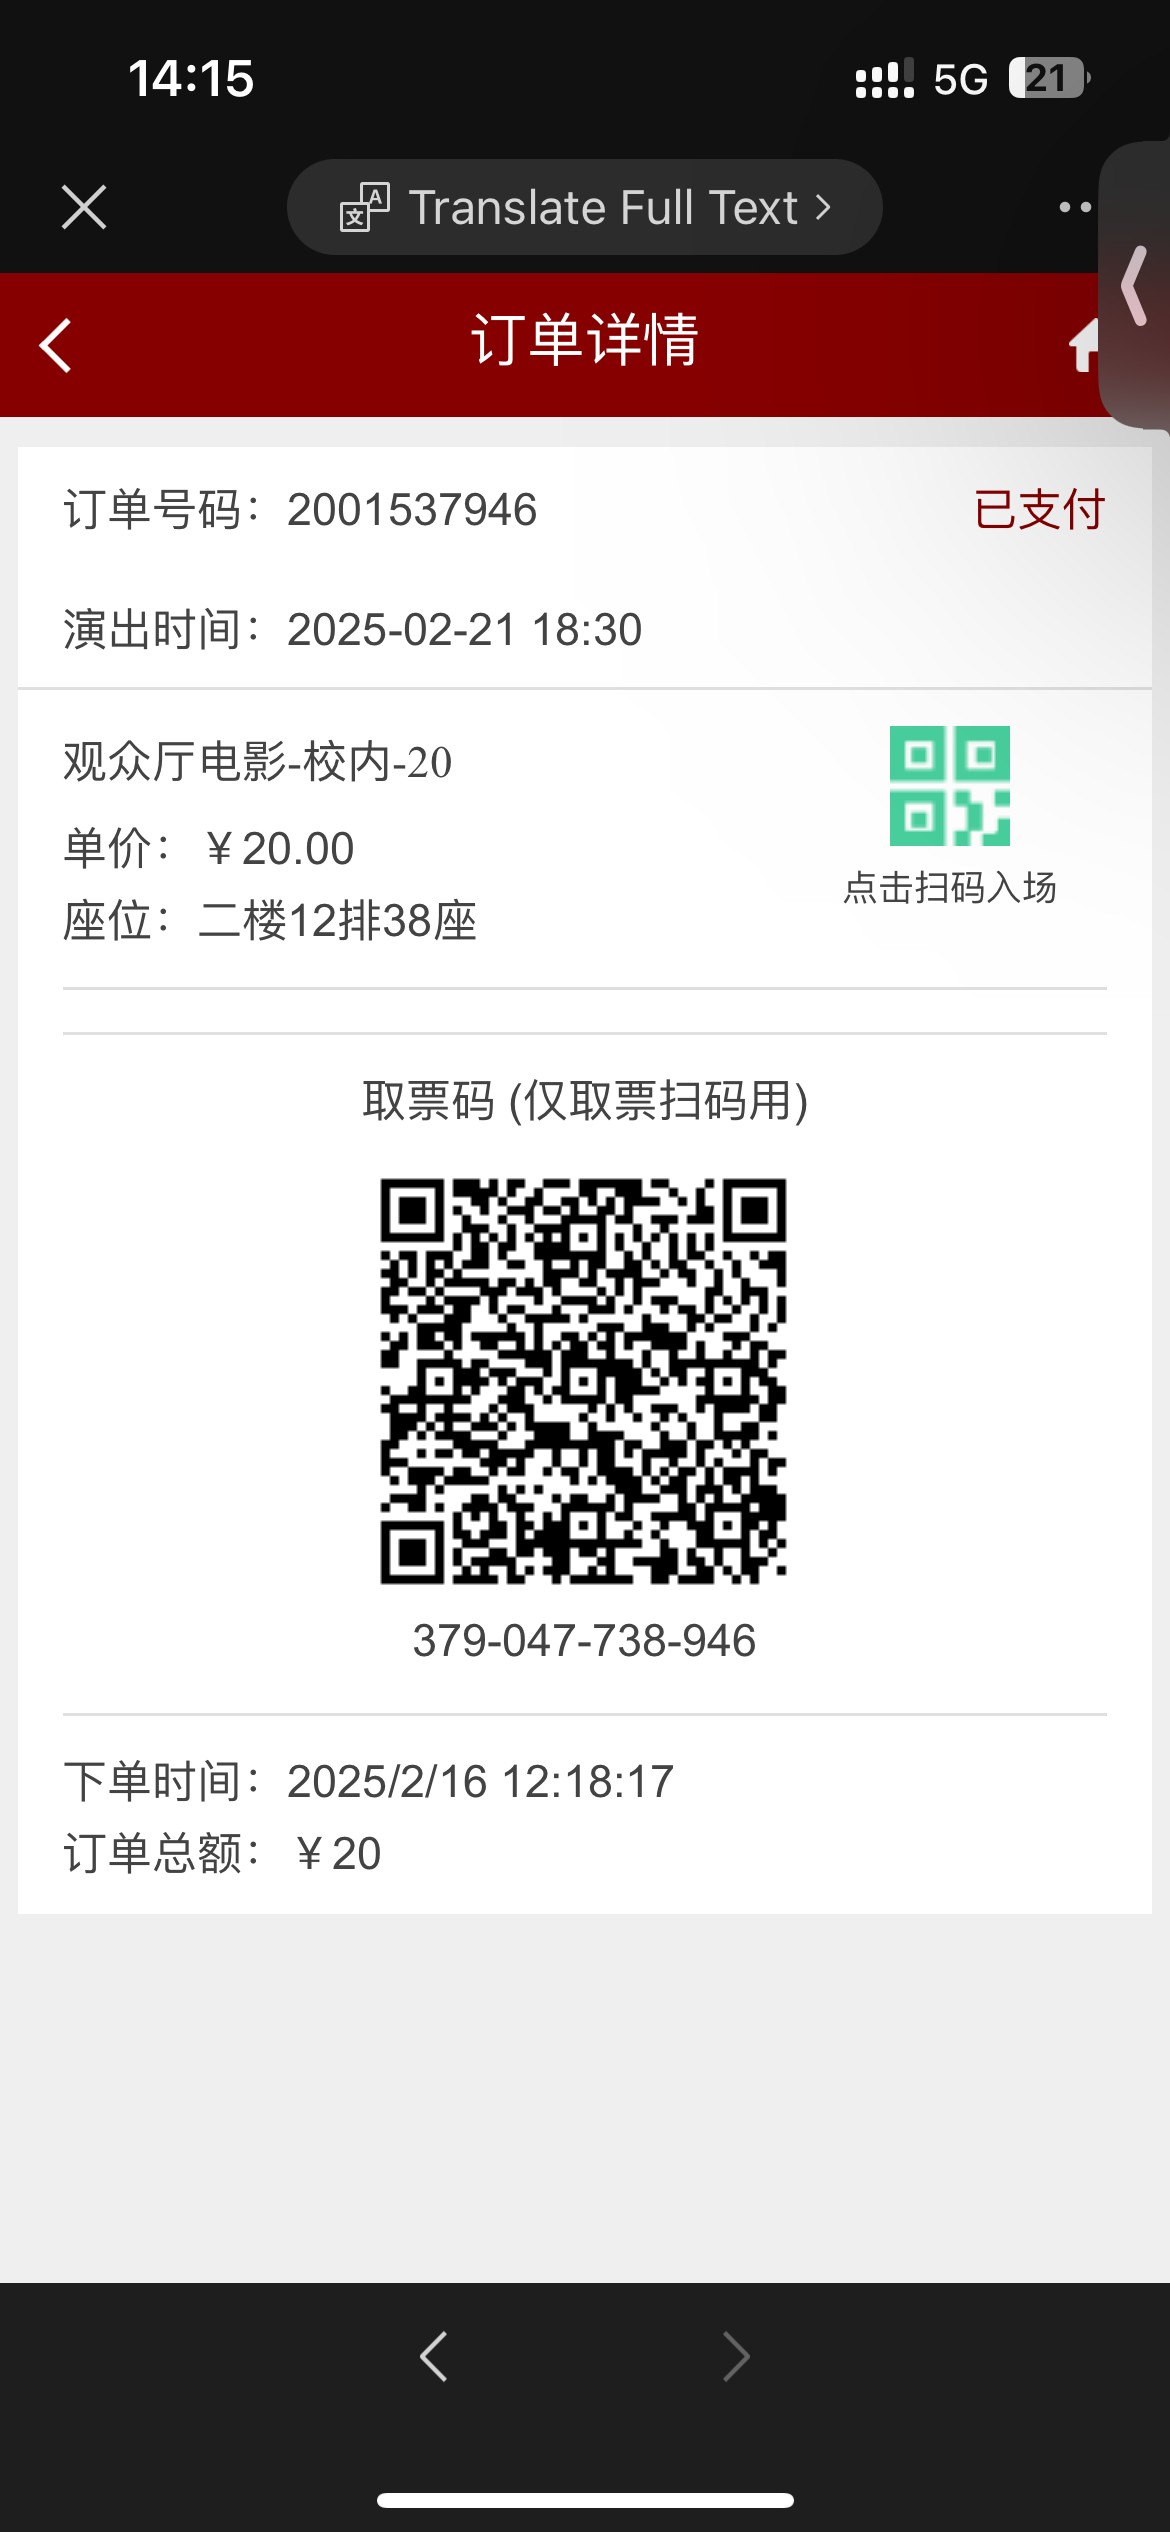 14:15
5G 21
Translate Full Text
订单详情
订单号码：2001537946 已支付
演出时间：2025-02-21 18:30
观众厅电影-校内-20
单价：￥20.00
座位：二楼12排38座
点击扫码入场
取票码 (仅取票扫码用)
379-047-738-946
下单时间：2025/2/16 12:18:17
订单总额：￥20